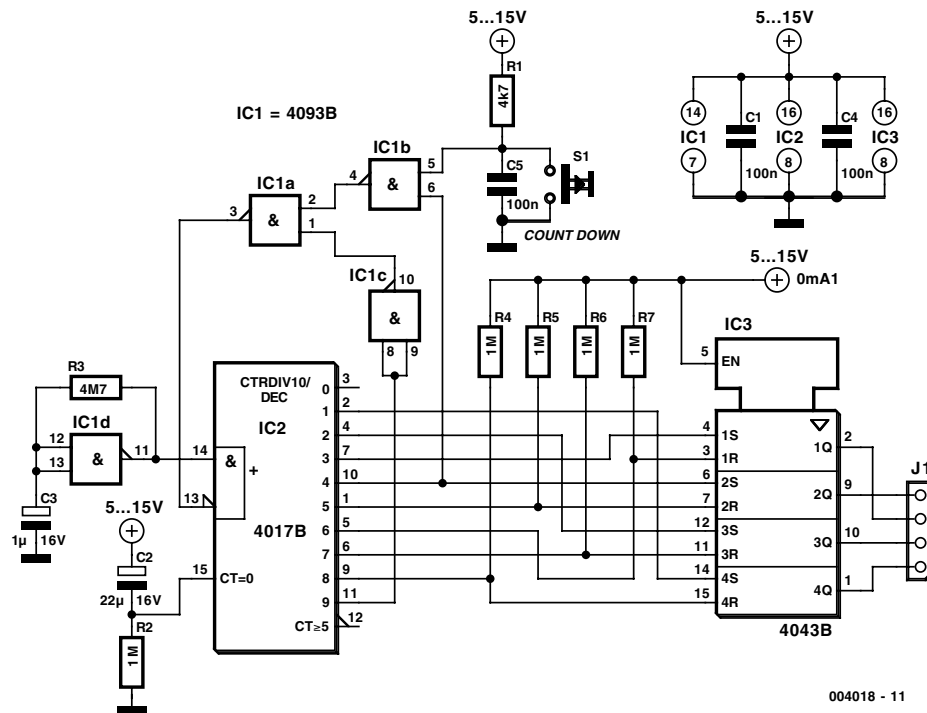 5...15V
R1
4k7
IC1 = 4093B
IC1b
4
&
5
6
IC1a
3
&
2
1
C5
100n
S1
COUNT DOWN
IC1c
10
&
8
9
5...15V
14
IC1
7
C1
100n
16
IC2
8
C4
100n
16
IC3
8
5...15V
0mA1
R4
1M
R5
1M
R6
1M
R7
1M
IC3
5
EN
R3
4M7
IC1d
12
13
&
11
C3
1µ
16V
5...15V
C2
22µ
16V
R2
1M
14
&
+
13
15
CT=0
CTRDIV10/
DEC
IC2
4017B
0
3
1
2
2
4
3
7
4
10
5
1
6
5
7
6
8
9
9
11
CT≥5
12
4
1S
3
1R
1Q
2
6
2S
7
2R
2Q
9
12
3S
11
3R
3Q
10
14
4S
15
4R
4Q
1
4043B
J1
004018 - 11